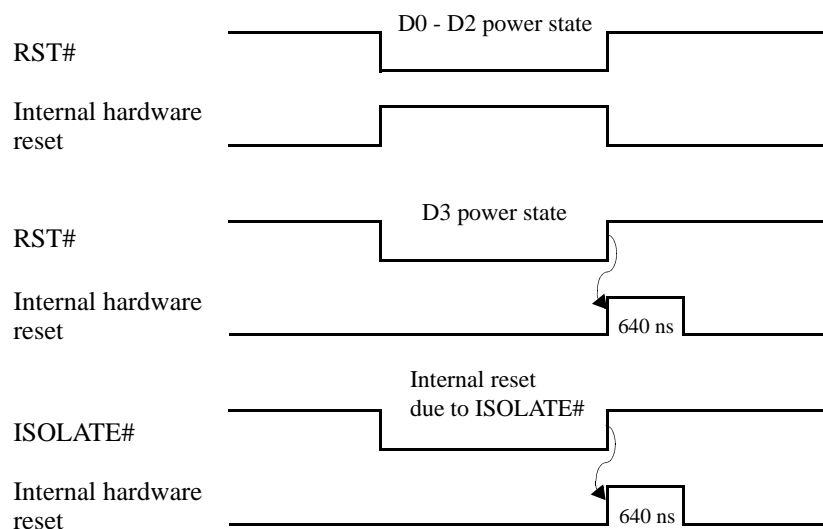 D0 - D2 power state
RST#
Internal hardware
reset
D3 power state
RST#
Internal hardware
reset
640 ns
Internal reset
due to ISOLATE#
ISOLATE#
Internal hardware
reset
640 ns